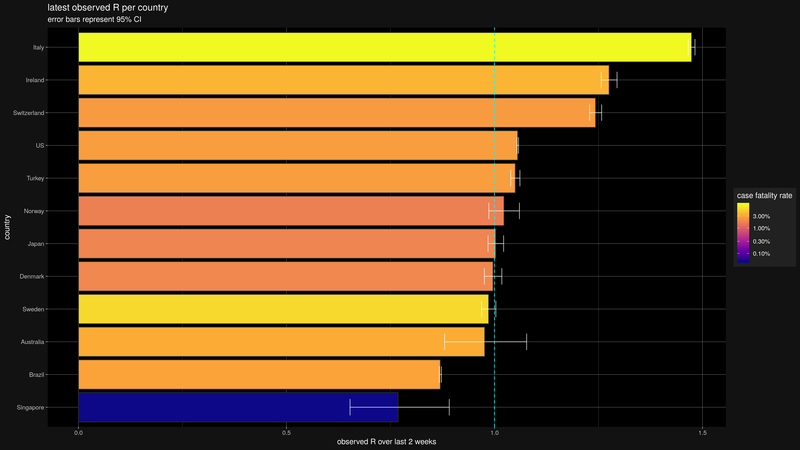 latest observed R per country
error bars represent 95% CI
country
Italy
Ireland
Switzerland
US
Turkey
Norway
Japan
Denmark
Sweden
Australia
Brazil
Singapore
0.0
0.5
1.0
1.5
observed R over last 2 weeks
case fatality rate
3.00%
1.00%
0.30%
0.10%